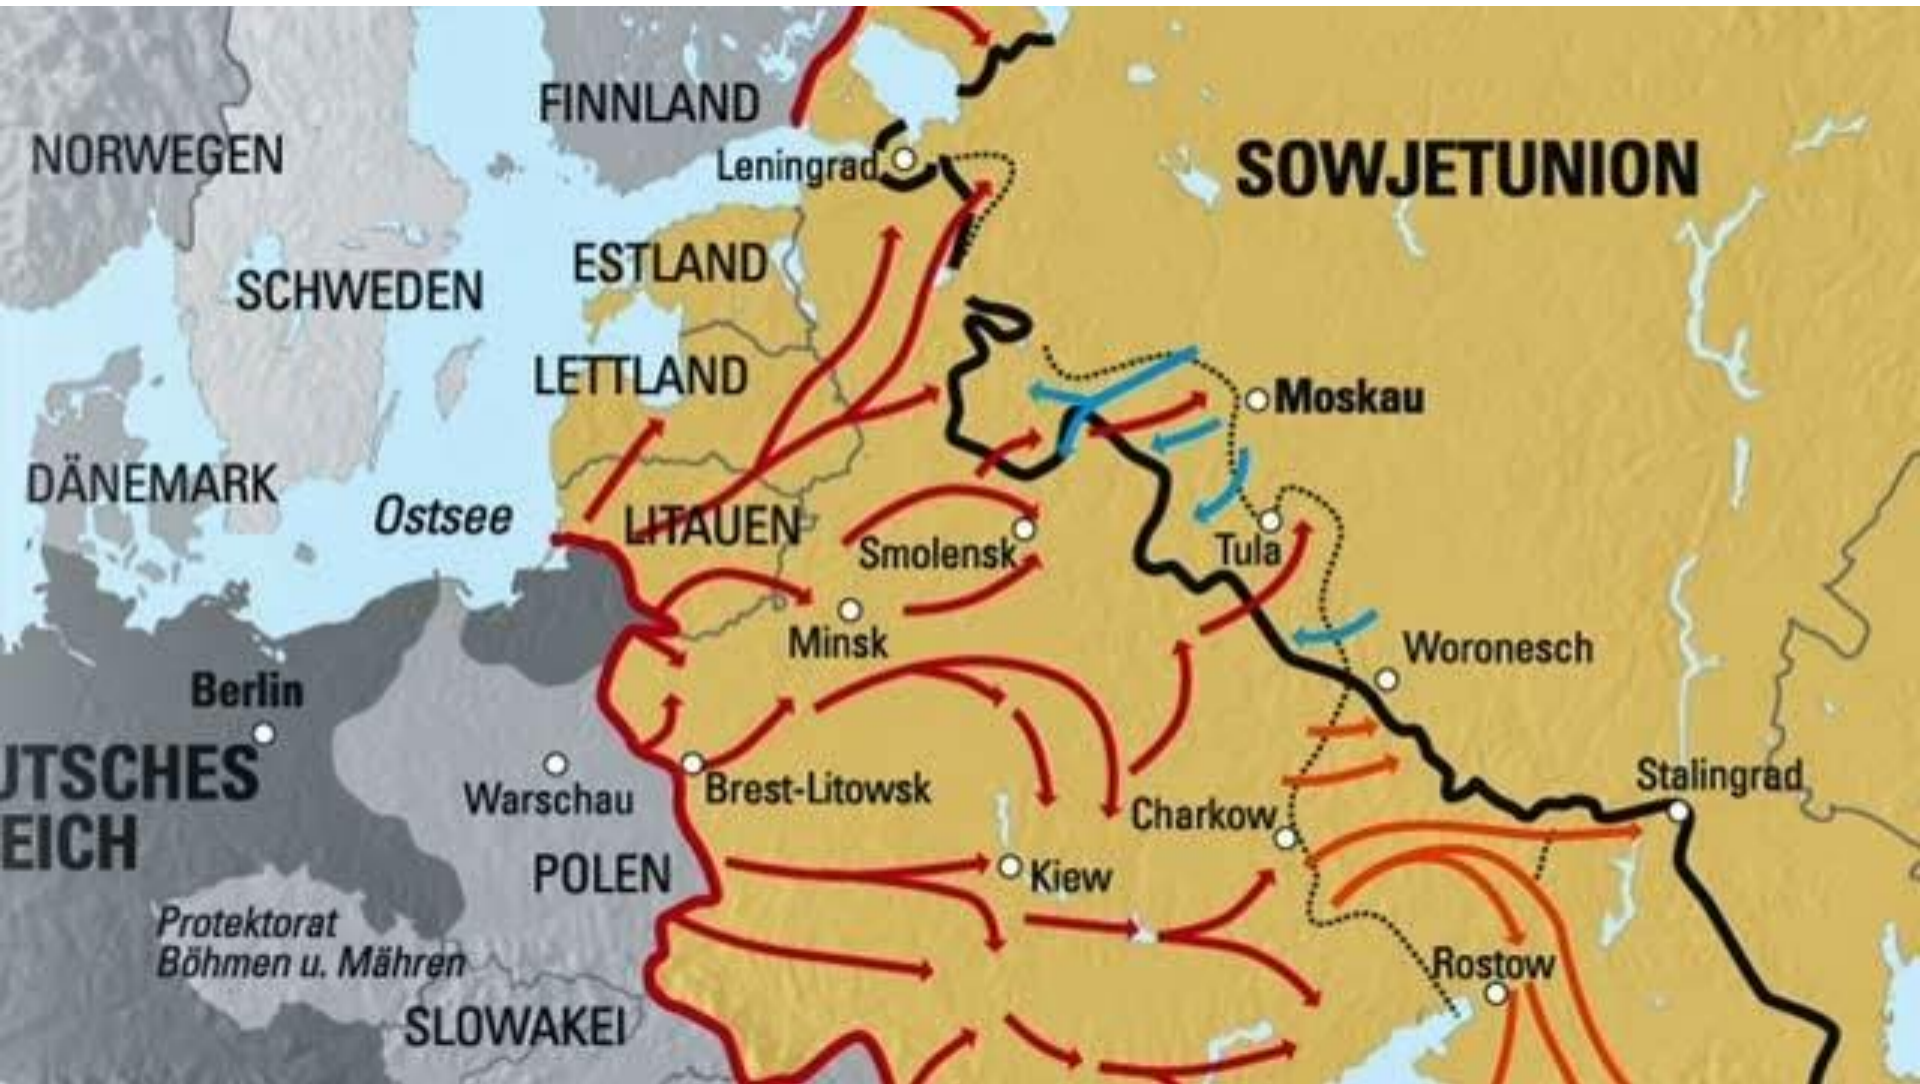 FINNLAND
NORWEGEN
SOWJETUNION
Leningrad
ESTLAND
SCHWEDEN
LETTLAND
Moskau
DÄNEMARK
Ostsee
LITAUEN
Smolensk
Tula
Minsk
Woronesch
Berlin
UTSCHES
EICH
Warschau
Brest-Litowsk
Stalingrad
Charkow
POLEN
Kiew
Protektorat
Böhmen u. Mähren
Rostow
SLOWAKEI